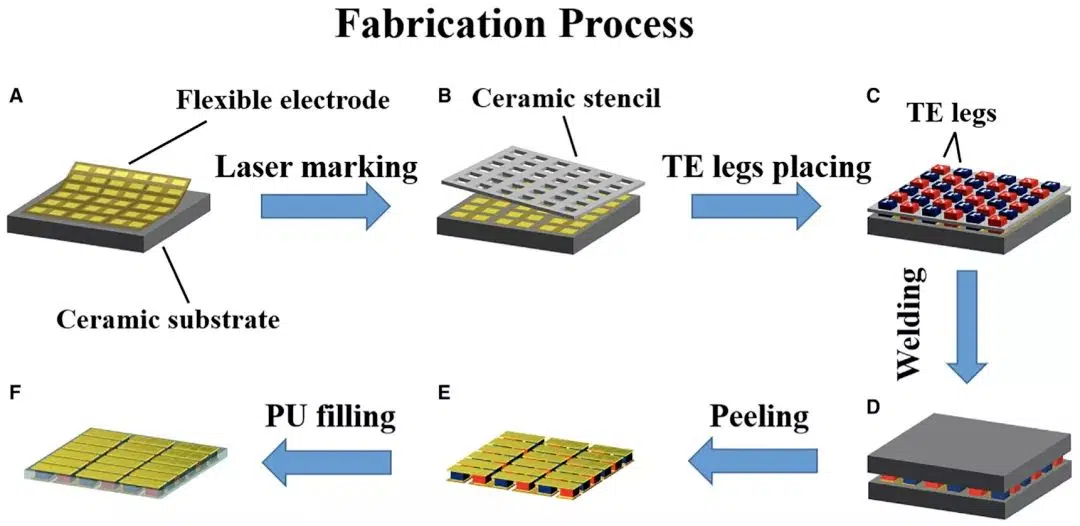 Fabrication Process
A
Flexible electrode
Laser marking
Ceramic substrate
B
Ceramic stencil
TE legs placing
C
TE legs
Welding
D
Peeling
E
PU filling
F